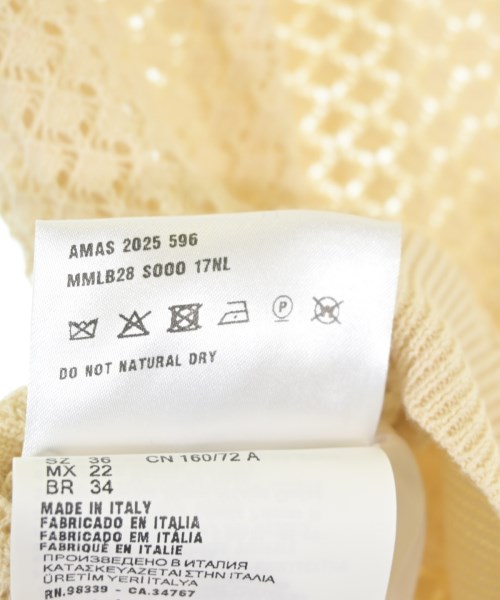 AMAS 2025 596
MMLB28 S000 17NL
P
W
DO NOT NATURAL DRY
SZ 36 CN 160/72 A
MX 22
BR 34
MADE IN ITALY
FABRICADO EN ITALIA
FABRICADO EM ITÁLIA
FABRIQUÉ EN ITALIE
ПРОИЗВЕДЕНО В ИТАЛИЯ
ΚΑΤΑΣΚΕΥΑΖΕΤΑΙ ΣΤΗΝ ΙΤΑΛΙΑ
ÜRETİM YERİ İTALYA
RN.98339 - CA.34767